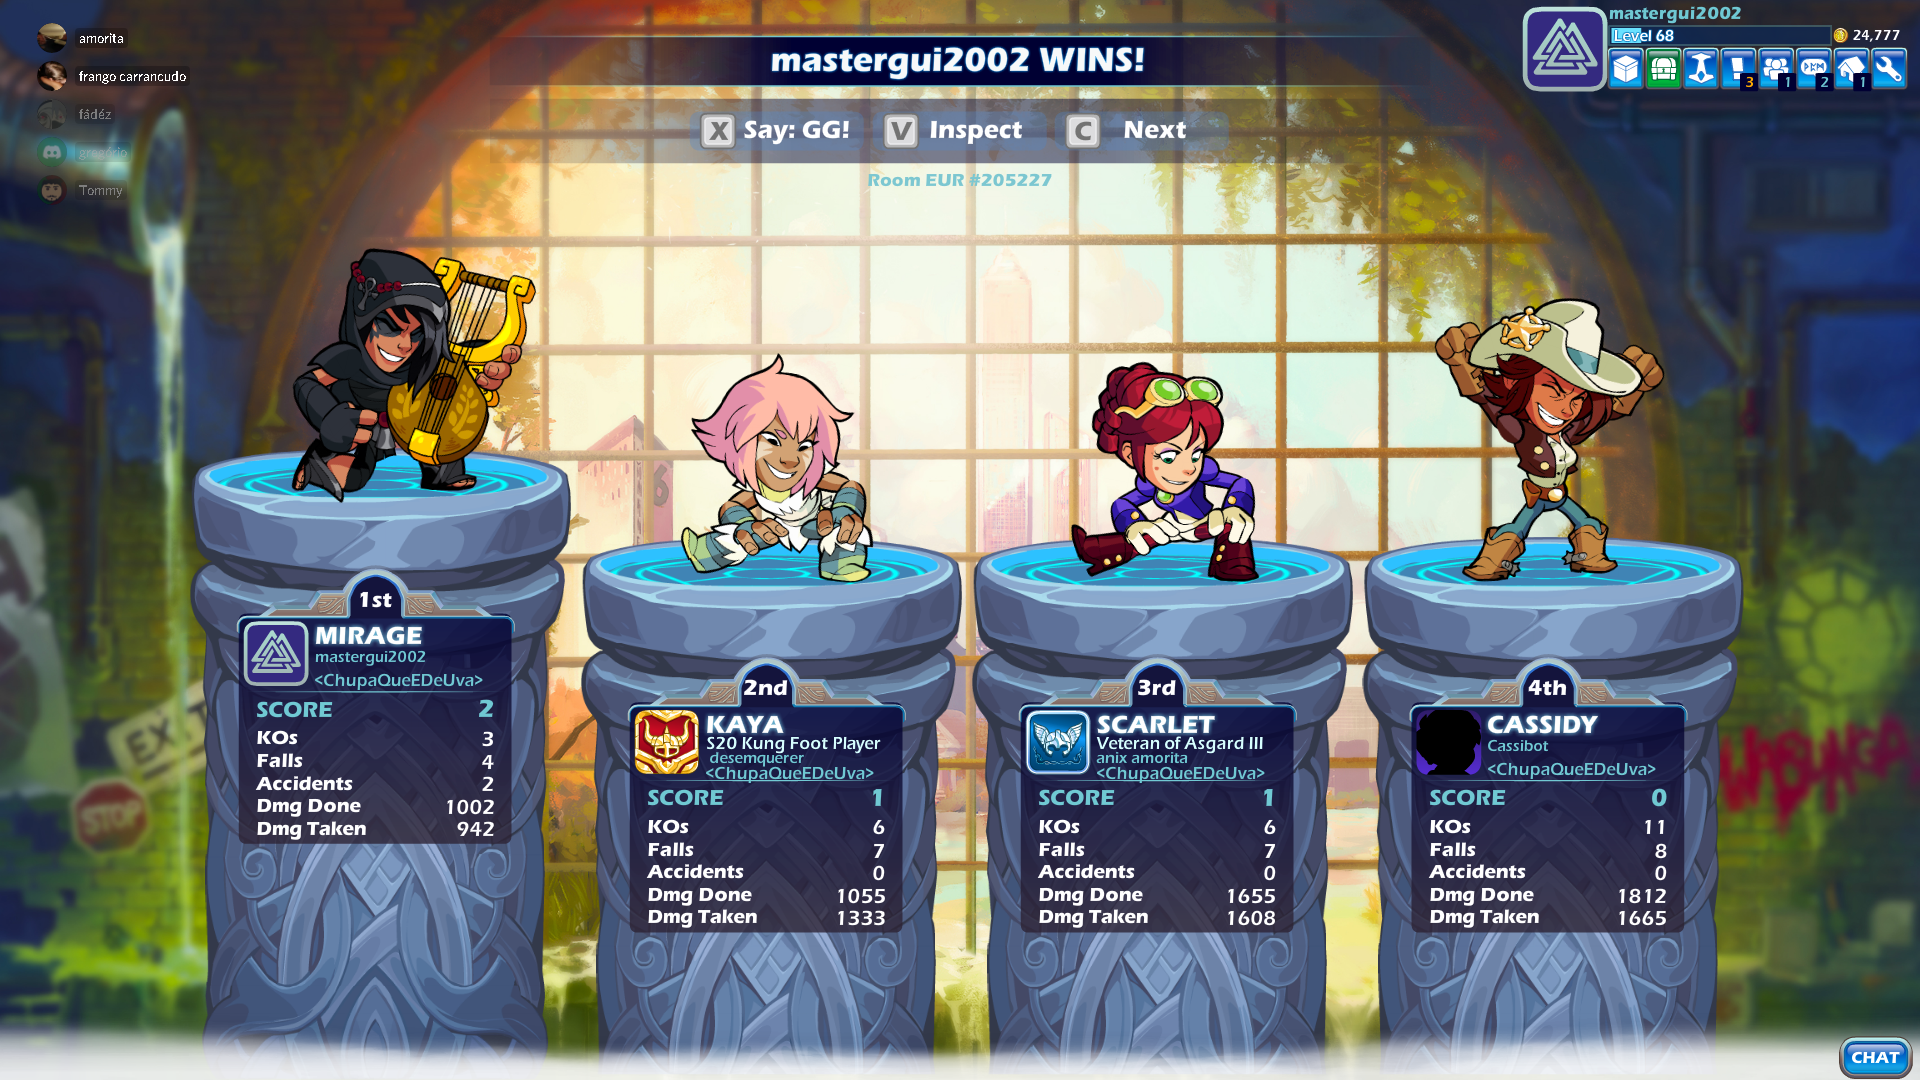 amorita
frango carrancudo
fádéz
gregório
Tommy
mastergui2002 WINS!
X Say: GG! V Inspect C Next
Room EUR #205227
mastergui2002
Level 68
24,777
3 1 2 1
1st
MIRAGE
mastergui2002
<ChupaQueEDeUva>
SCORE 2
KOs 3
Falls 4
Accidents 2
Dmg Done 1002
Dmg Taken 942
2nd
KAYA
S20 Kung Foot Player
desemquerer
<ChupaQueEDeUva>
SCORE 1
KOs 6
Falls 7
Accidents 0
Dmg Done 1055
Dmg Taken 1333
3rd
SCARLET
Veteran of Asgard III
anix amorita
<ChupaQueEDeUva>
SCORE 1
KOs 6
Falls 7
Accidents 0
Dmg Done 1655
Dmg Taken 1608
4th
CASSIDY
Cassibot
<ChupaQueEDeUva>
SCORE 0
KOs 11
Falls 8
Accidents 0
Dmg Done 1812
Dmg Taken 1665
EXIT
STOP
CHAT